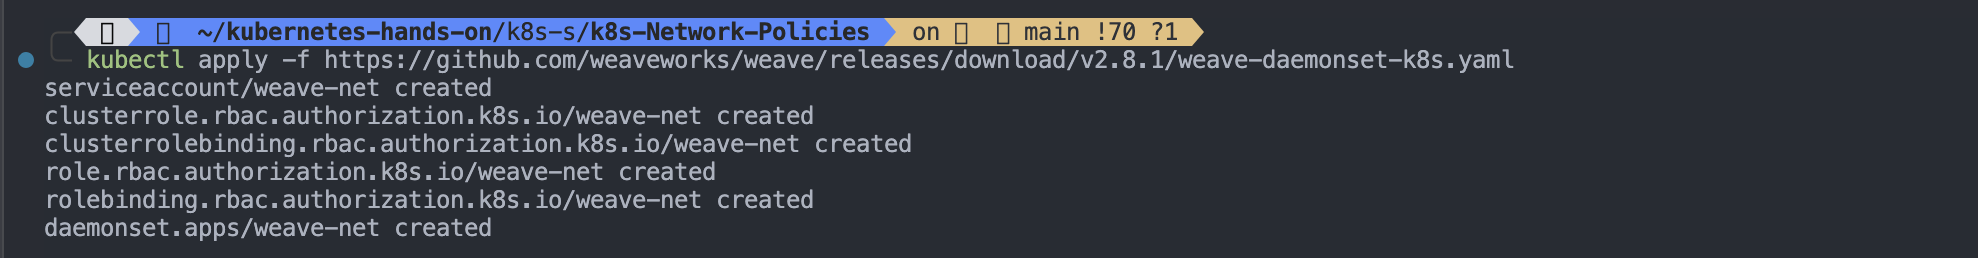 ~/kubernetes-hands-on/k8s-s/k8s-Network-Policies on main !70 ?1
kubectl apply -f https://github.com/weaveworks/weave/releases/download/v2.8.1/weave-daemonset-k8s.yaml
serviceaccount/weave-net created
clusterrole.rbac.authorization.k8s.io/weave-net created
clusterrolebinding.rbac.authorization.k8s.io/weave-net created
role.rbac.authorization.k8s.io/weave-net created
rolebinding.rbac.authorization.k8s.io/weave-net created
daemonset.apps/weave-net created